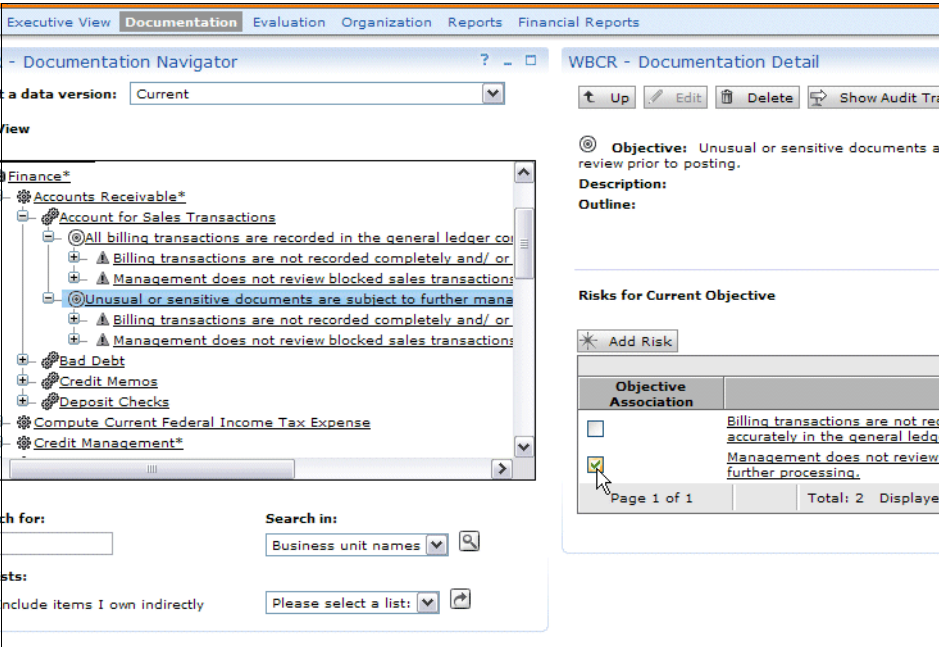 Executive View Documentation Evaluation Organization Reports Financial Reports
- Documentation Navigator ? 
t a data version: Current
View
Finance*
Accounts Receivable*
Account for Sales Transactions
All billing transactions are recorded in the general ledger co
Billing transactions are not recorded completely and/ or
Management does not review blocked sales transactions
Unusual or sensitive documents are subject to further mana
Billing transactions are not recorded completely and/ or
Management does not review blocked sales transactions
Bad Debt
Credit Memos
Deposit Checks
Compute Current Federal Income Tax Expense
Credit Management*
ch for:
Search in:
Business unit names
sts:
nclude items I own indirectly
Please select a list:
WBCR - Documentation Detail
Up Edit Delete Show Audit Tra
Objective: Unusual or sensitive documents a
review prior to posting.
Description:
Outline:
Risks for Current Objective
Add Risk
Objective
Association
Billing transactions are not rec
accurately in the general ledg
Management does not review
further processing.
Page 1 of 1 Total: 2 Displaye